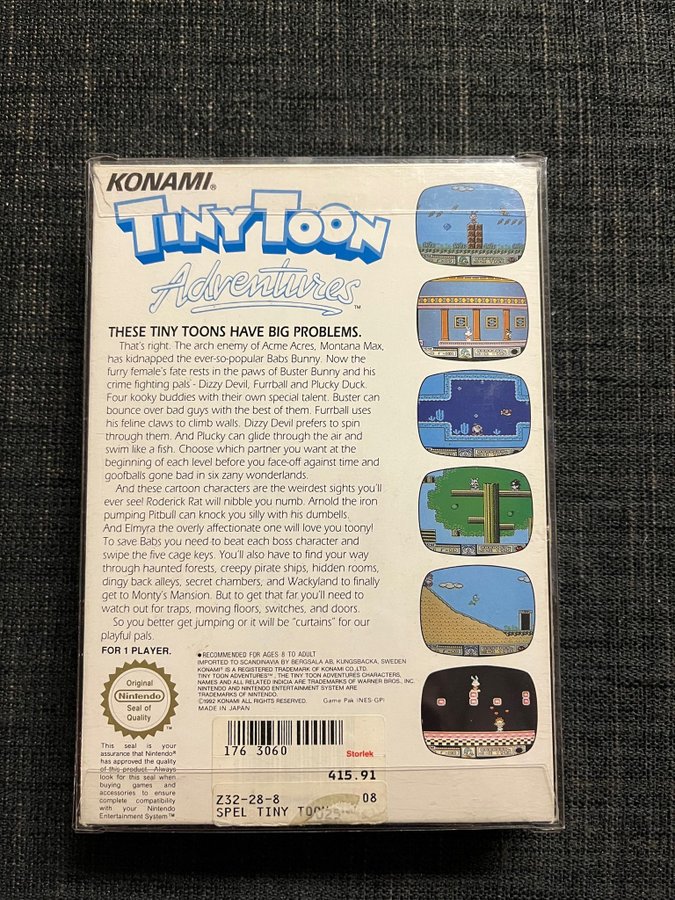 KONAMI®
TINY TOON
Adventures™
THESE TINY TOONS HAVE BIG PROBLEMS.
That's right. The arch enemy of Acme Acres, Montana Max,
has kidnapped the ever-so-popular Babs Bunny. Now the
furry female's fate rests in the paws of Buster Bunny and his
crime fighting pals - Dizzy Devil, Furrball and Plucky Duck.
Four kooky buddies with their own special talent. Buster can
bounce over bad guys with the best of them. Furrball uses
his feline claws to climb walls. Dizzy Devil prefers to spin
through them. And Plucky can glide through the air and
swim like a fish. Choose which partner you want at the
beginning of each level before you face-off against time and
goofballs gone bad in six zany wonderlands.
And these cartoon characters are the weirdest sights you'll
ever see! Roderick Rat will nibble you numb. Arnold the iron
pumping Pitbull can knock you silly with his dumbells.
And Elmyra the overly affectionate one will love you toony!
To save Babs you need to beat each boss character and
swipe the five cage keys. You'll also have to find your way
through haunted forests, creepy pirate ships, hidden rooms,
dingy back alleys, secret chambers, and Wackyland to finally
get to Monty's Mansion. But to get that far you'll need to
watch out for traps, moving floors, switches, and doors.
So you better get jumping or it will be "curtains" for our
playful pals.
FOR 1 PLAYER.
• RECOMMENDED FOR AGES 8 TO ADULT
IMPORTED TO SCANDINAVIA BY BERGSALA AB, KUNGSBACKA, SWEDEN
KONAMI® IS A REGISTERED TRADEMARK OF KONAMI CO.,LTD.
TINY TOON ADVENTURES™, THE TINY TOON ADVENTURES CHARACTERS,
NAMES AND ALL RELATED INDICIA ARE TRADEMARKS OF WARNER BROS., INC.
NINTENDO AND NINTENDO ENTERTAINMENT SYSTEM ARE
TRADEMARKS OF NINTENDO.
©1992 KONAMI ALL RIGHTS RESERVED. Game Pak (NES-GP)
MADE IN JAPAN
Original
Nintendo
Seal of
Quality
™
This seal is your
assurance that Nintendo®
has approved the quality
of this product. Always
look for this seal when
buying games and
accessories to ensure
complete compatibility
with your Nintendo
Entertainment System™
176 3060
Storlek
415.91
Z32-28-8 08
SPEL TINY TOON